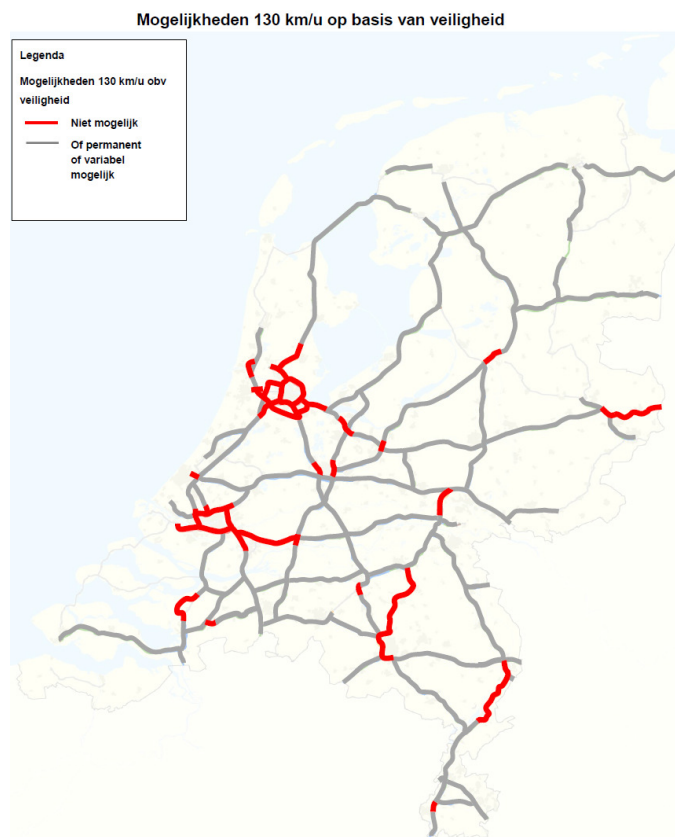 Mogelijkheden 130 km/u op basis van veiligheid
Legenda
Mogelijkheden 130 km/u obv
veiligheid
Niet mogelijk
Of permanent
of variabel
mogelijk